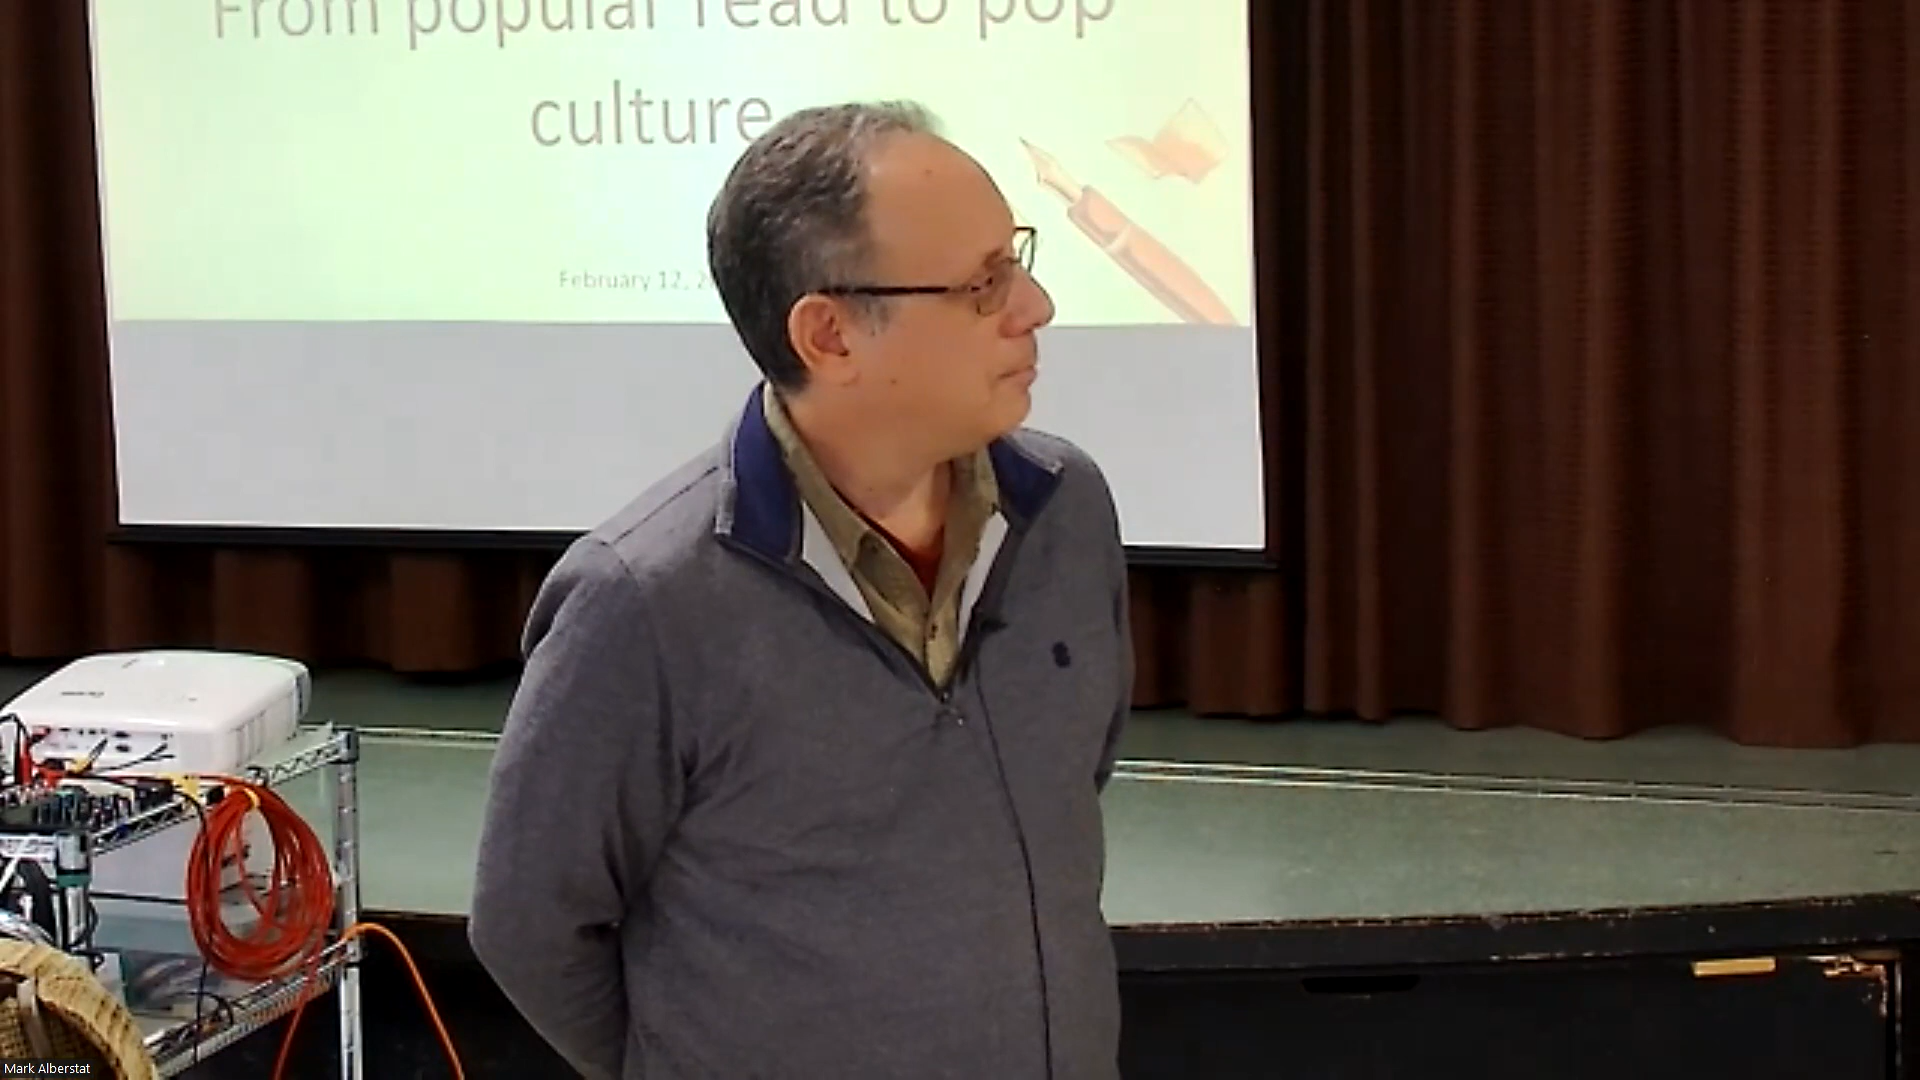 From popular read to pop
culture
February 12,
Mark Alberstat